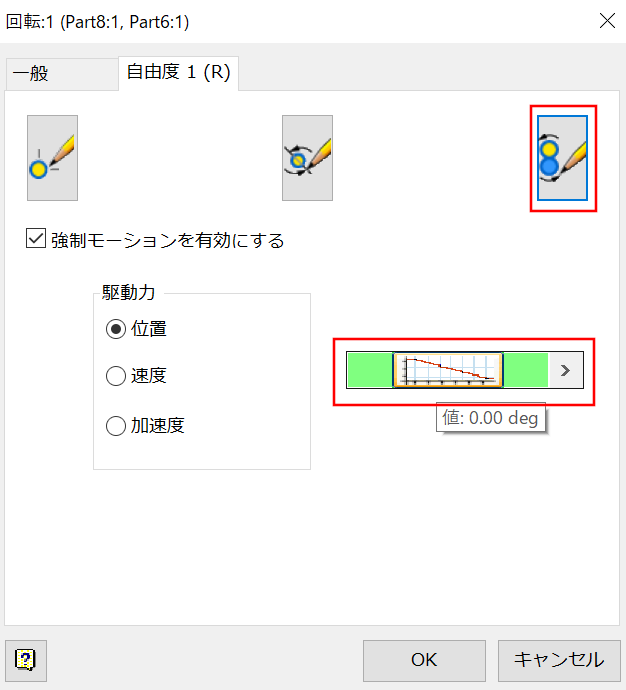 回転:1 (Part8:1, Part6:1)
一般
自由度 1 (R)
強制モーションを有効にする
駆動力
位置
速度
加速度
値: 0.00 deg
OK
キャンセル